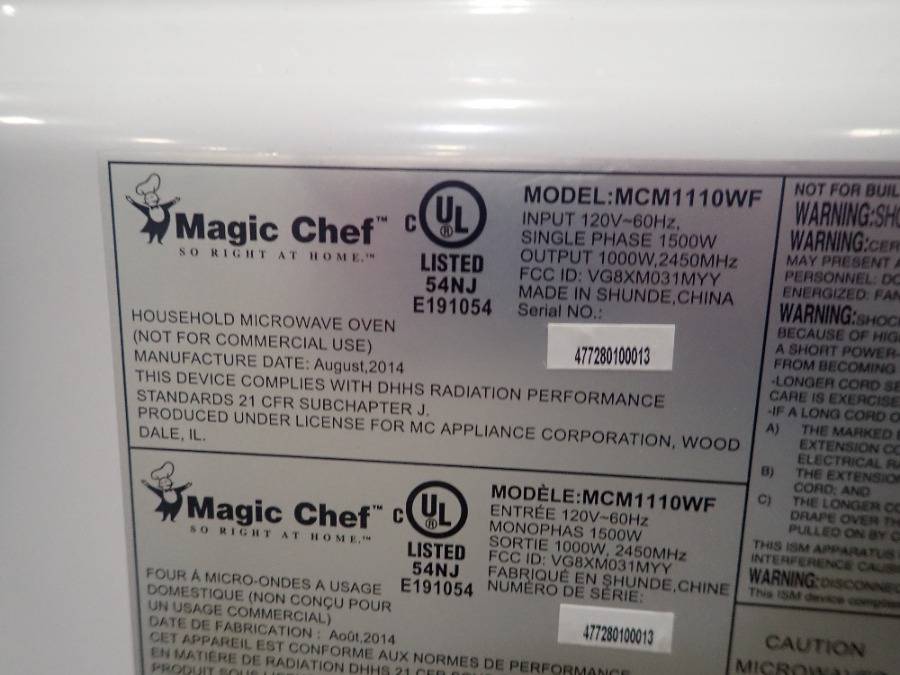 Magic Chef™
SO RIGHT AT HOME.™
C UL ® LISTED
54NJ
E191054
MODEL:MCM1110WF
INPUT 120V~60Hz,
SINGLE PHASE 1500W
OUTPUT 1000W,2450MHz
FCC ID: VG8XM031MYY
MADE IN SHUNDE,CHINA
Serial NO.:
477280100013
HOUSEHOLD MICROWAVE OVEN
(NOT FOR COMMERCIAL USE)
MANUFACTURE DATE: August,2014
THIS DEVICE COMPLIES WITH DHHS RADIATION PERFORMANCE
STANDARDS 21 CFR SUBCHAPTER J.
PRODUCED UNDER LICENSE FOR MC APPLIANCE CORPORATION, WOOD
DALE, IL.
Magic Chef™
SO RIGHT AT HOME.™
C UL ® LISTED
54NJ
E191054
MODÈLE:MCM1110WF
ENTRÉE 120V~60Hz
MONOPHAS 1500W
SORTIE 1000W, 2450MHz
FCC ID: VG8XM031MYY
FABRIQUÉ EN SHUNDE,CHINE
NUMÉRO DE SÉRIE:
477280100013
FOUR Á MICRO-ONDES A USAGE
DOMESTIQUE (NON CONÇU POUR
UN USAGE COMMERCIAL)
DATE DE FABRICATION : Août,2014
CET APPAREIL EST CONFORME AUX NORMES DE PERFORMANCE
EN MATIÈRE DE RADIATION DHHS 21 CFR
PRODUIT SOUS
NOT FOR BUIL
WARNING:SHO
WARNING:CER
MAY PRESENT A
PERSONNEL: DO
ENERGIZED: FAN
WARNING:SHOC
BECAUSE OF HIG
A SHORT POWER-
FROM BECOMING
-LONGER CORD SE
CARE IS EXERCISE
-IF A LONG CORD O
A) THE MARKED
EXTENSION CO
ELECTRICAL RA
B) THE EXTENSIO
CORD; AND
C) THE LONGER CO
DRAPE OVER TH
PULLED ON BY C
THIS ISM APPARATUS
INTERFERENCE CAUS
WARNING:DISCONNEC
This ISM device complie
CAUTION
MICROWAV